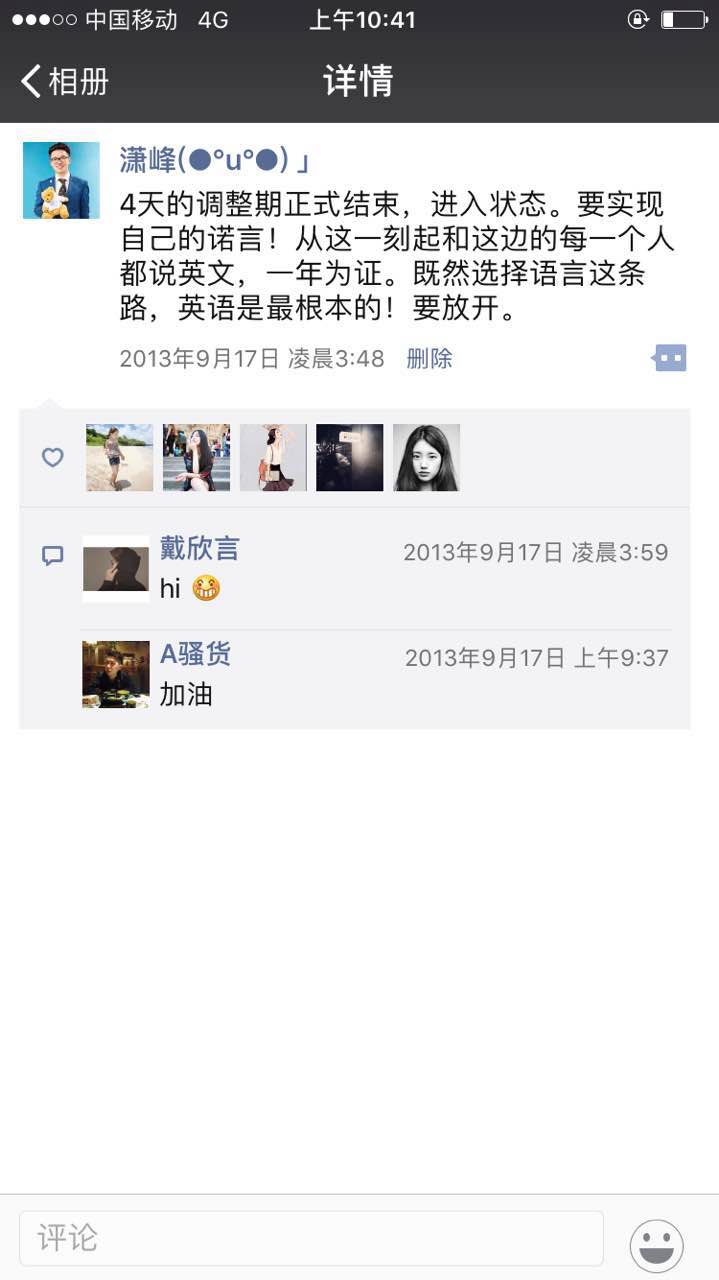 中国移动 4G 上午10:41
相册 详情
潇峰(●°u°●)」
4天的调整期正式结束，进入状态。要实现
自己的诺言！从这一刻起和这边的每一个人
都说英文，一年为证。既然选择语言这条
路，英语是最根本的！要放开。
2013年9月17日 凌晨3:48 删除
戴欣言 2013年9月17日 凌晨3:59
hi 😁
A骚货 2013年9月17日 上午9:37
加油
评论